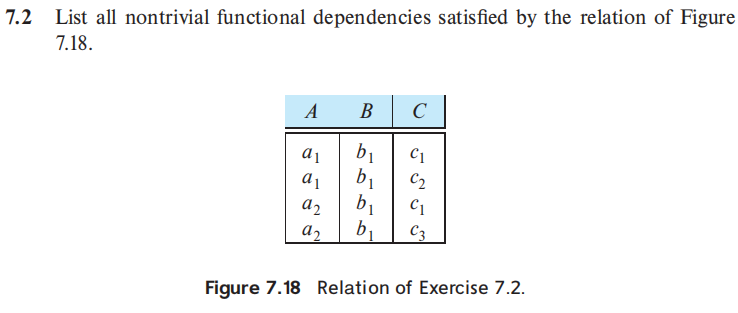 7.2 List all nontrivial functional dependencies satisfied by the relation of Figure
7.18.
A B C
a₁ b₁ c₁
a₁ b₁ c₂
a₂ b₁ c₁
a₂ b₁ c₃
Figure 7.18 Relation of Exercise 7.2.